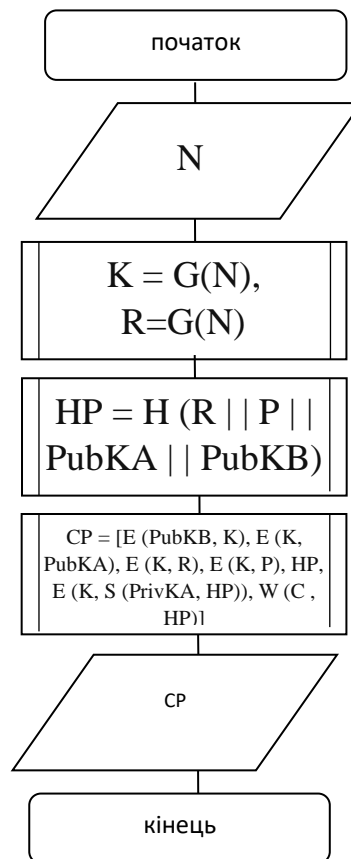 початок
N
K = G(N),
R=G(N)
HP = H (R || P ||
PubKA || PubKB)
CP = [E (PubKB, K), E (K,
PubKA), E (K, R), E (K, P), HP,
E (K, S (PrivKA, HP)), W (C ,
HP)]
CP
кінець